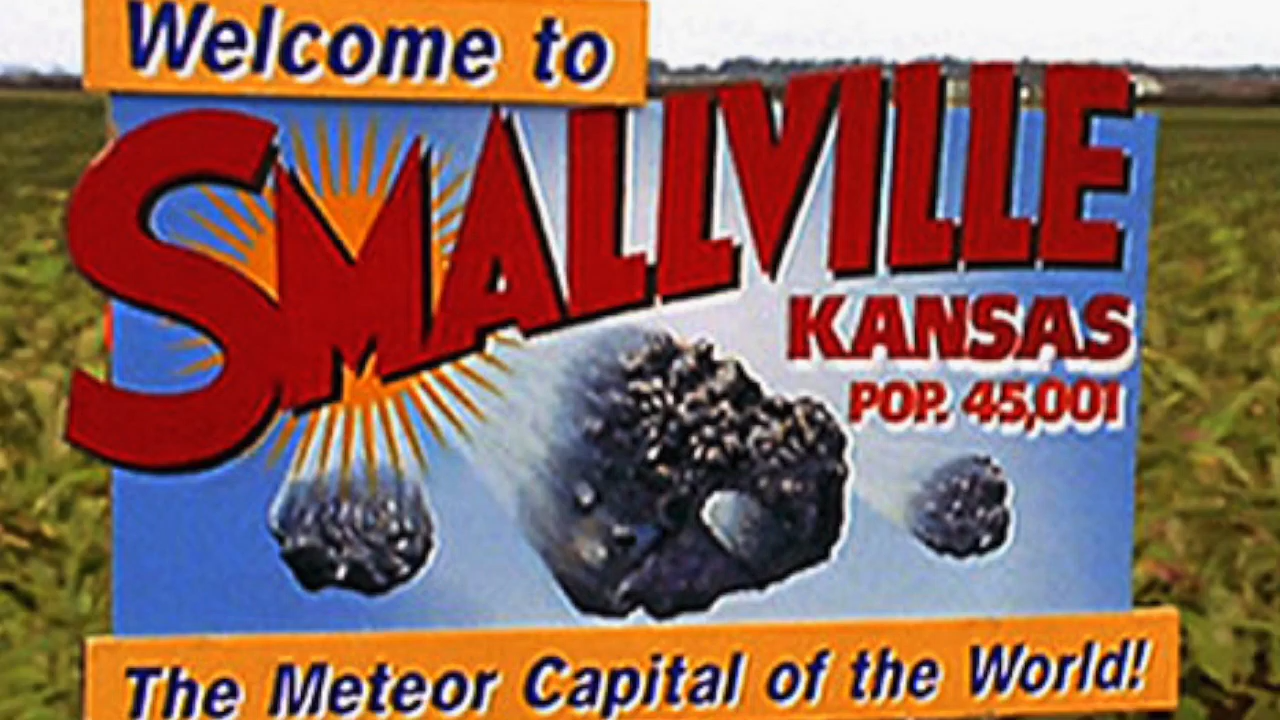 Welcome to
SMALLVILLE
KANSAS
POP. 45,001
The Meteor Capital of the World!